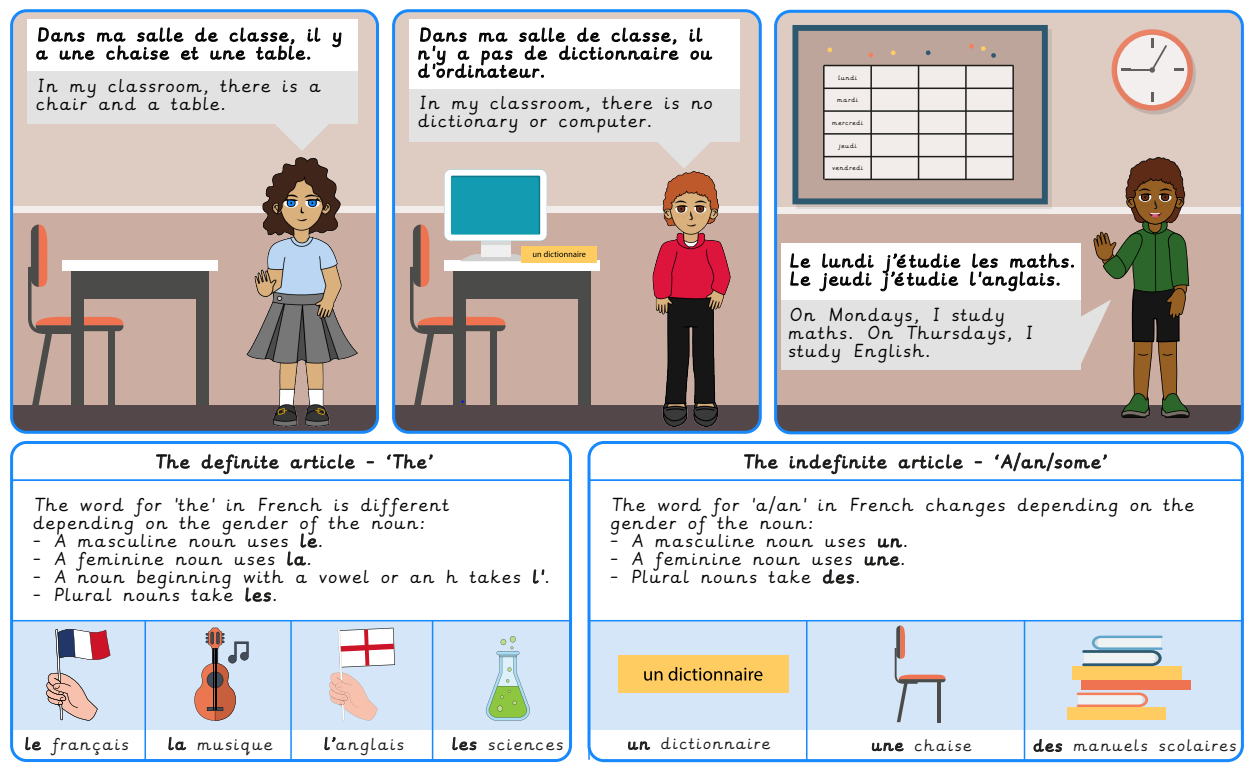 Dans ma salle de classe, il y
a une chaise et une table.
In my classroom, there is a
chair and a table.
Dans ma salle de classe, il
n'y a pas de dictionnaire ou
d'ordinateur.
In my classroom, there is no
dictionary or computer.
un dictionnaire
lundi
mardi
mercredi
jeudi
vendredi
Le lundi j'étudie les maths.
Le jeudi j'étudie l'anglais.
On Mondays, I study
maths. On Thursdays, I
study English.
The definite article - ‘The’
The word for 'the' in French is different
depending on the gender of the noun:
- A masculine noun uses le.
- A feminine noun uses la.
- A noun beginning with a vowel or an h takes l'.
- Plural nouns take les.
le français
la musique
l'anglais
les sciences
The indefinite article - ‘A/an/some’
The word for 'a/an' in French changes depending on the
gender of the noun:
- A masculine noun uses un.
- A feminine noun uses une.
- Plural nouns take des.
un dictionnaire
un dictionnaire
une chaise
des manuels scolaires